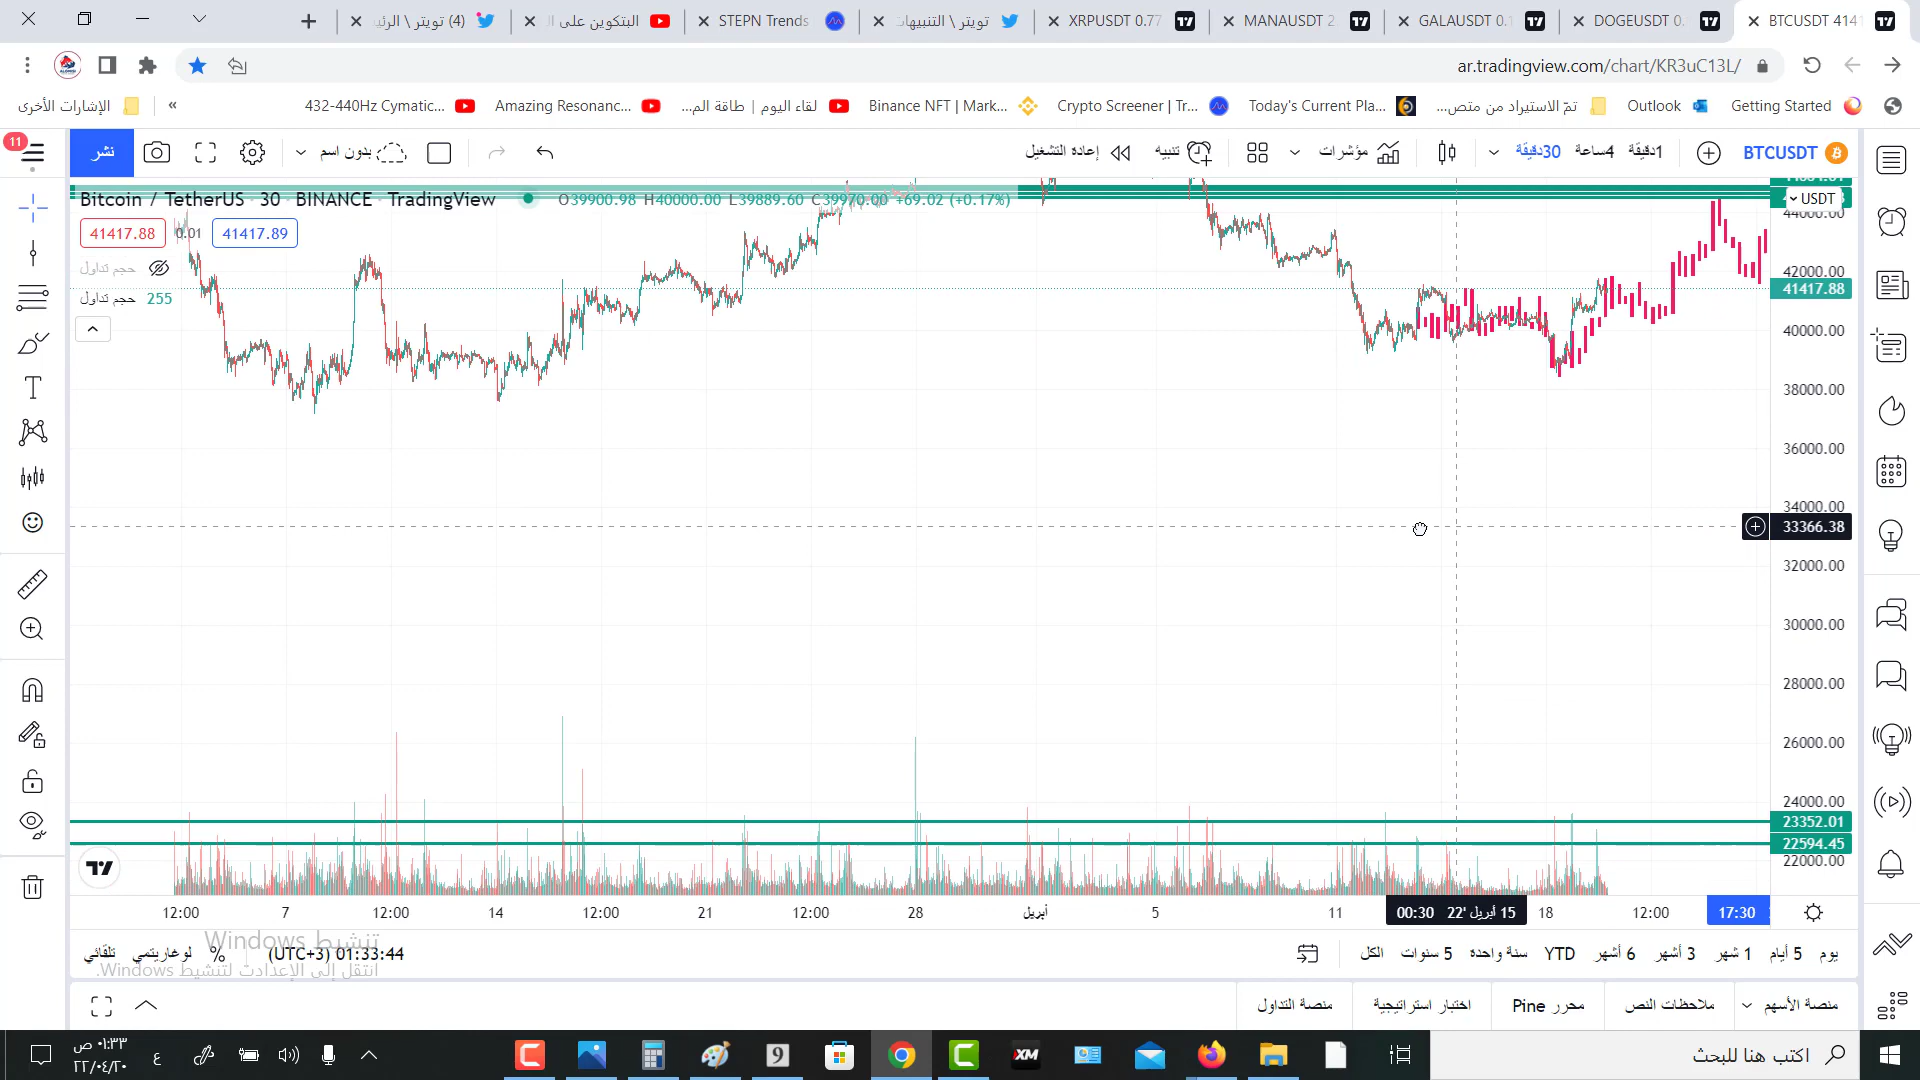 (4) تويتر \ الرئي
البتكوين على ال
STEPN Trends
تويتر \ التنبيهات
XRPUSDT 0.77
MANAUSDT 2
GALAUSDT 0.1
DOGEUSDT 0.
BTCUSDT 4141
ar.tradingview.com/chart/KR3uC13L/
الإشارات الأخرى
432-440Hz Cymatic...
Amazing Resonanc...
لقاء اليوم | طاقة الم...
Binance NFT | Mark...
Crypto Screener | Tr...
Today's Current Pla...
تمّ الاستيراد من متص...
Outlook
Getting Started
11
نشر
بدون اسم
إعادة التشغيل
تنبيه
مؤشرات
30دقيقة
4ساعة
1دقيقة
BTCUSDT
Bitcoin / TetherUS · 30 · BINANCE · TradingView
O39900.98 H40000.00 L39889.60 C39970.00 +69.02 (+0.17%)
41417.88
0.01
41417.89
حجم تداول
حجم تداول 255
USDT
44000.00
42000.00
41417.88
40000.00
38000.00
36000.00
34000.00
33366.38
32000.00
30000.00
28000.00
26000.00
24000.00
23352.01
22594.45
22000.00
12:00
7
12:00
14
12:00
21
12:00
28
أبريل
5
11
15 أبريل '22 00:30
18
12:00
17:30
تلقائي
لوغاريتمي
%
01:33:44 (UTC+3)
الكل
5 سنوات
سنة واحدة
YTD
6 أشهر
3 أشهر
1 شهر
5 أيام
يوم
تنشيط Windows
انتقل إلى الإعدادت لتنشيط Windows.
منصة التداول
اختبار استراتيجية
محرر Pine
ملاحظات النص
منصة الأسهم
٠١:٣٣ ص
٢٢/٠٤/٢٠
ع
9
XM
اكتب هنا للبحث